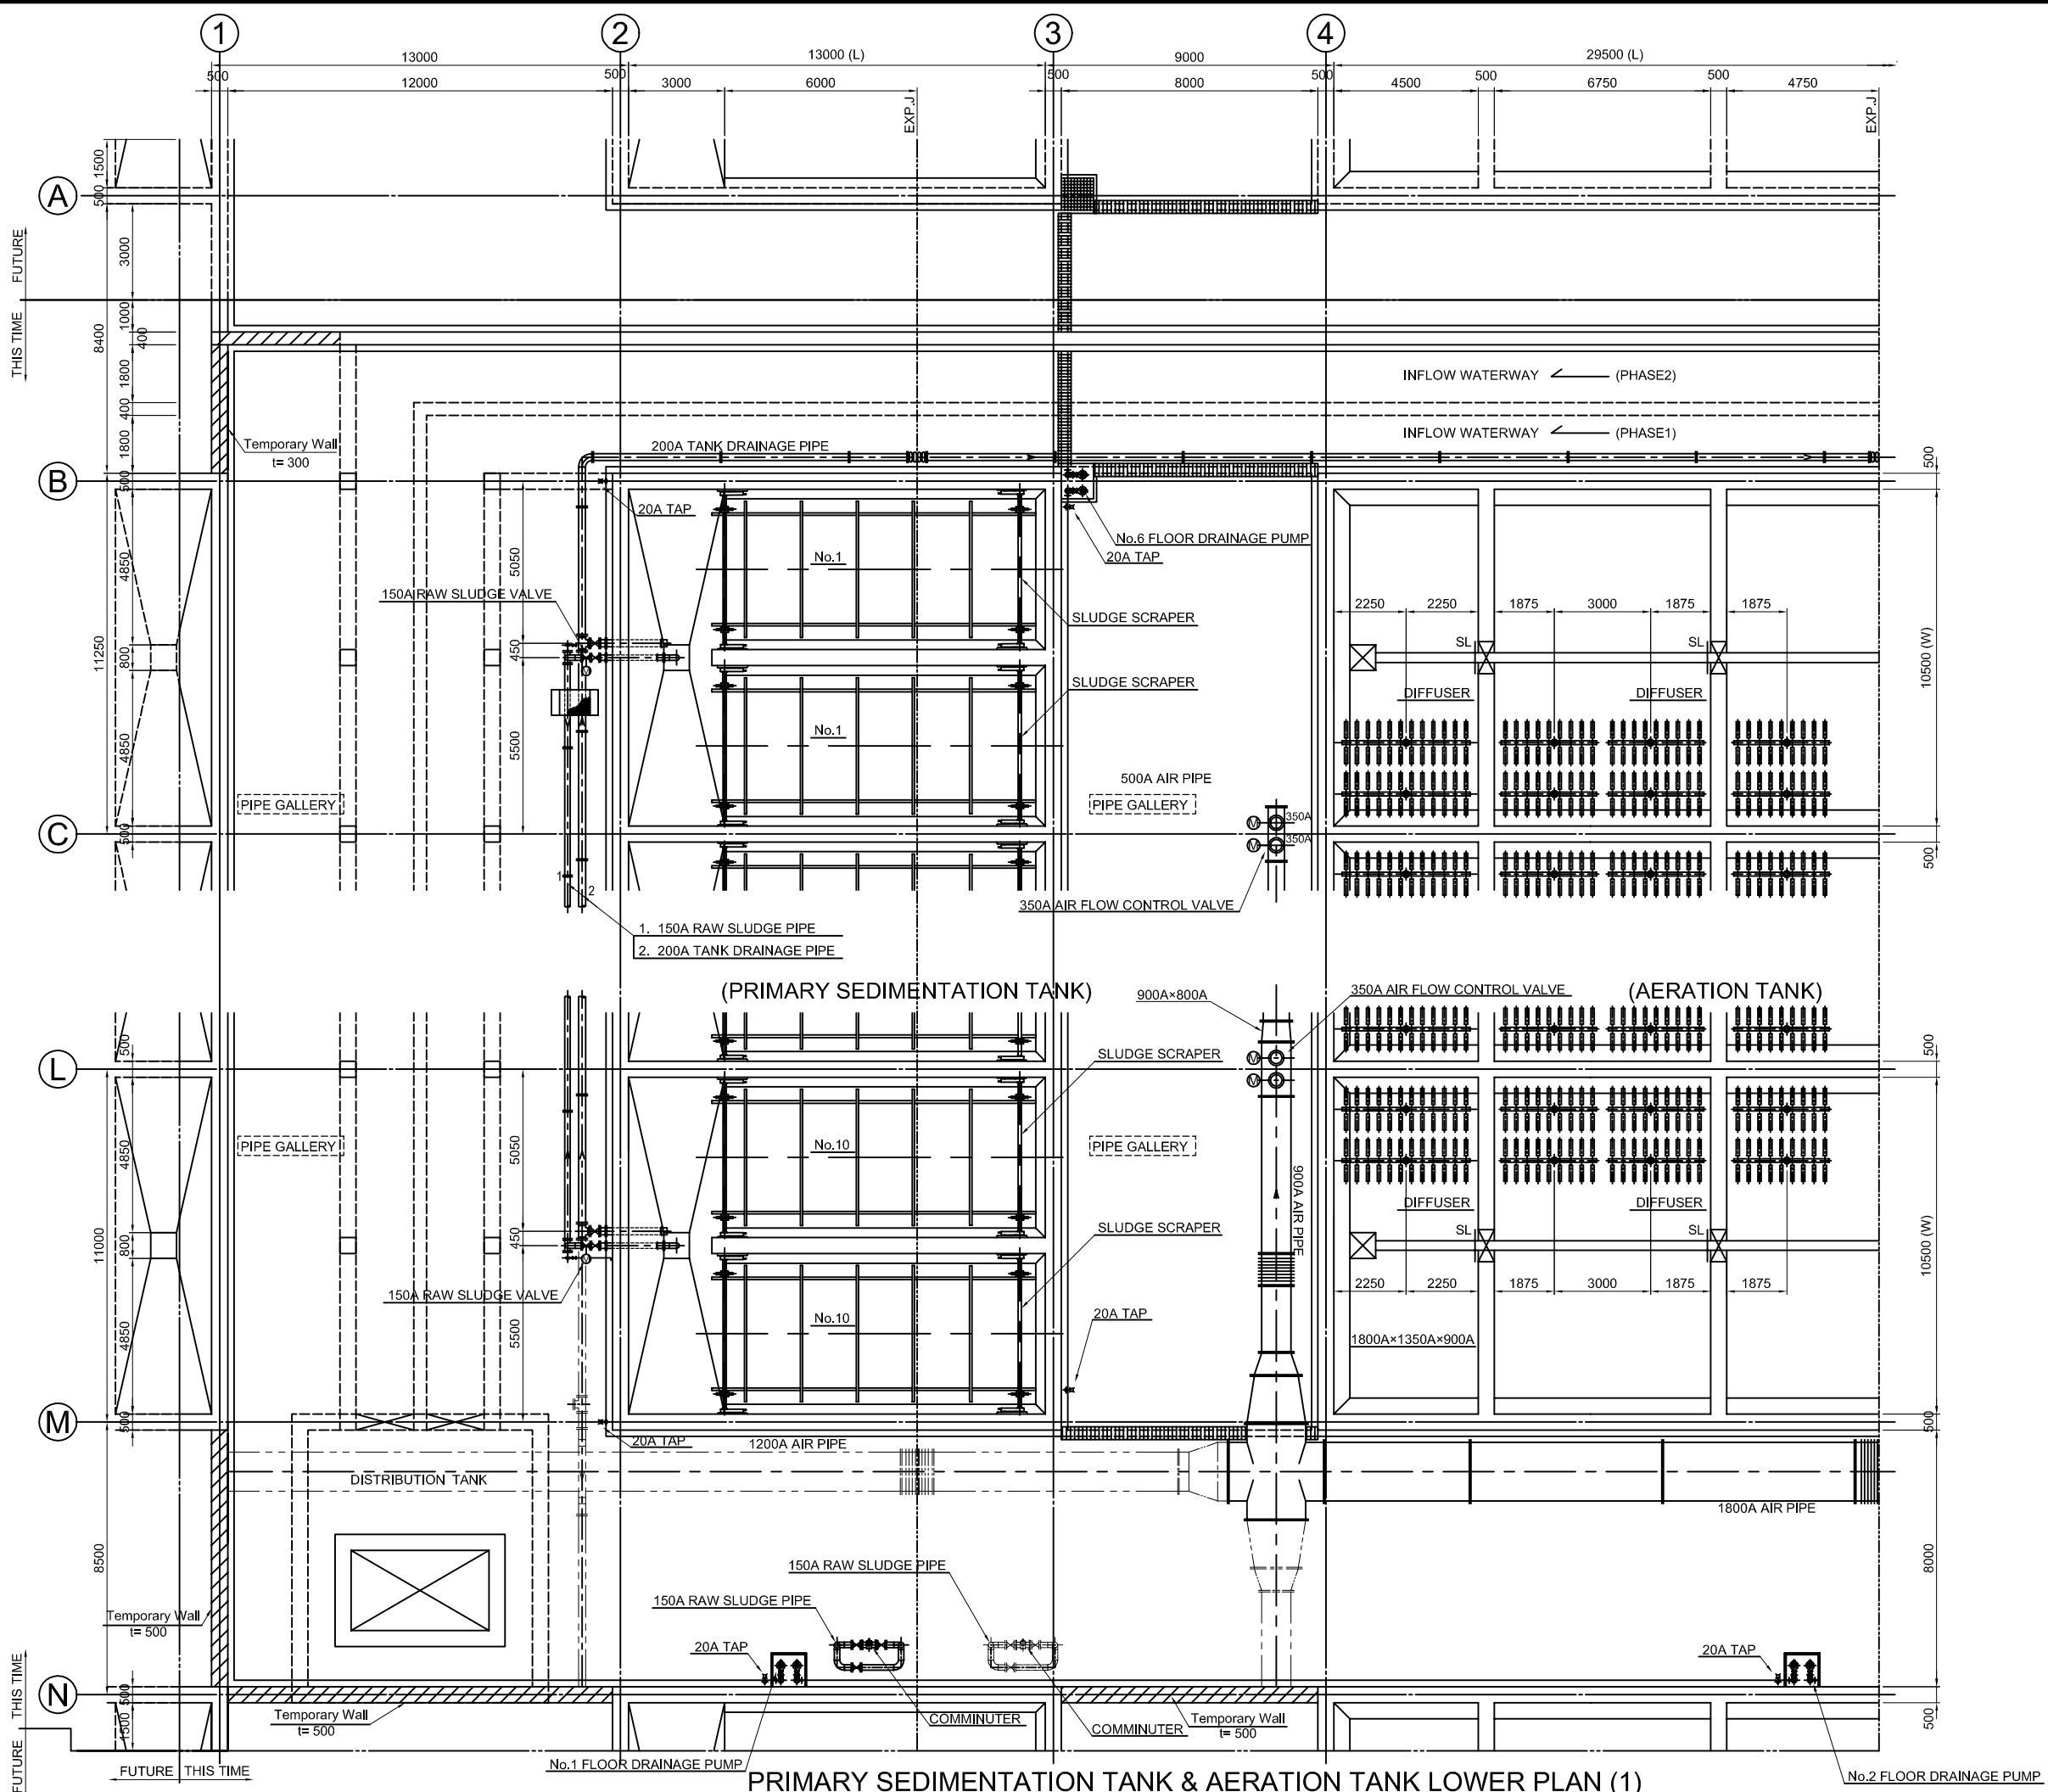 1
2
3
4
13000
13000 (L)
9000
29500 (L)
500
12000
500
3000
6000
500
8000
500
4500
500
6750
500
4750
EXP.J
EXP.J
1500
A
500
FUTURE
3000
THIS TIME
1000
8400
400
1800
INFLOW WATERWAY
(PHASE2)
400
1800
INFLOW WATERWAY
(PHASE1)
Temporary Wall
t= 300
200A TANK DRAINAGE PIPE
500
B
500
20A TAP
No.6 FLOOR DRAINAGE PUMP
20A TAP
No.1
4850
5050
150A RAW SLUDGE VALVE
SLUDGE SCRAPER
2250
2250
1875
3000
1875
1875
11250
800
450
SL
SL
10500 (W)
SLUDGE SCRAPER
DIFFUSER
DIFFUSER
No.1
4850
5500
500A AIR PIPE
PIPE GALLERY
PIPE GALLERY
350A
350A
C
500
500
1
2
350A AIR FLOW CONTROL VALVE
1. 150A RAW SLUDGE PIPE
2. 200A TANK DRAINAGE PIPE
(PRIMARY SEDIMENTATION TANK)
900A×800A
350A AIR FLOW CONTROL VALVE
(AERATION TANK)
500
SLUDGE SCRAPER
500
L
PIPE GALLERY
4850
5050
No.10
PIPE GALLERY
900A AIR PIPE
DIFFUSER
DIFFUSER
SLUDGE SCRAPER
SL
SL
11000
800
450
10500 (W)
150A RAW SLUDGE VALVE
2250
2250
1875
3000
1875
1875
4850
5500
No.10
20A TAP
1800A×1350A×900A
M
500
500
20A TAP
1200A AIR PIPE
DISTRIBUTION TANK
1800A AIR PIPE
8500
8000
150A RAW SLUDGE PIPE
150A RAW SLUDGE PIPE
Temporary Wall
t= 500
20A TAP
20A TAP
THIS TIME
N
500
500
1500
Temporary Wall
t= 500
COMMINUTER
COMMINUTER
Temporary Wall
t= 500
FUTURE
FUTURE
THIS TIME
No.1 FLOOR DRAINAGE PUMP
No.2 FLOOR DRAINAGE PUMP
PRIMARY SEDIMENTATION TANK & AERATION TANK LOWER PLAN (1)